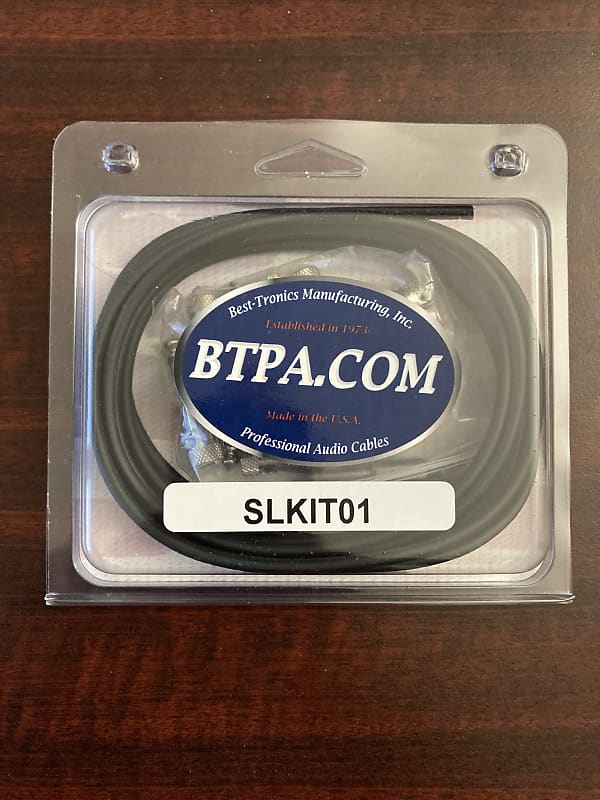 Best-Tronics Manufacturing, Inc.
Established in 1973
BTPA.COM
Made in the U.S.A.
Professional Audio Cables
SLKIT01